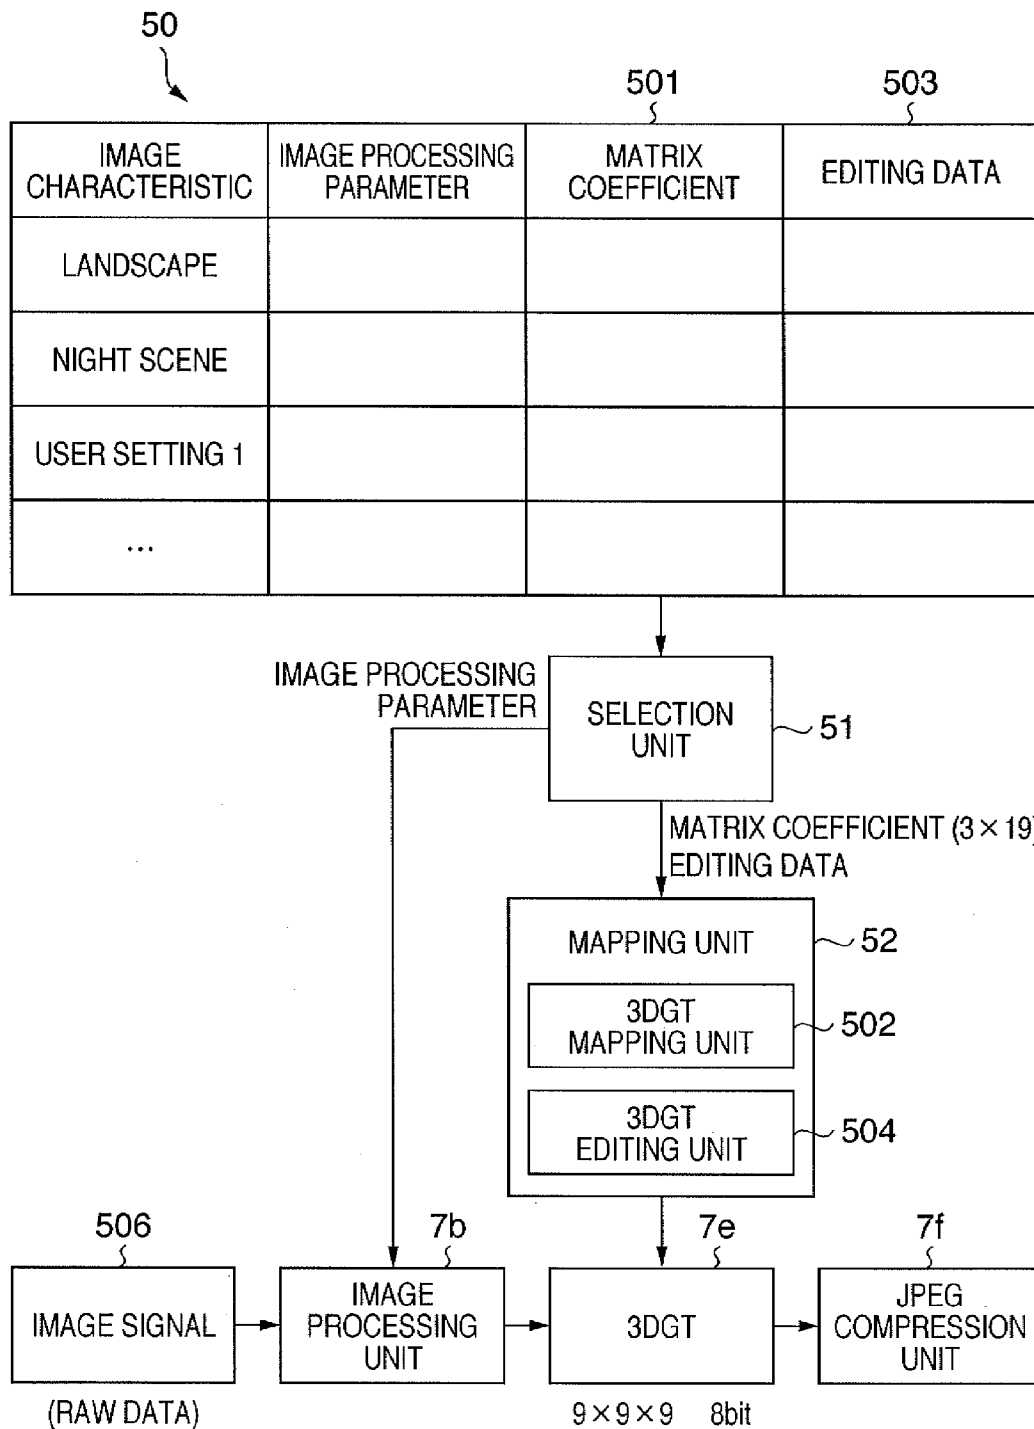 50
501
503
IMAGE CHARACTERISTIC
IMAGE PROCESSING PARAMETER
MATRIX COEFFICIENT
EDITING DATA
LANDSCAPE
NIGHT SCENE
USER SETTING 1
...
IMAGE PROCESSING
PARAMETER
SELECTION
UNIT
51
MATRIX COEFFICIENT (3×19)
EDITING DATA
MAPPING UNIT
52
3DGT
MAPPING UNIT
502
3DGT
EDITING UNIT
504
506
7b
7e
7f
IMAGE SIGNAL
IMAGE
PROCESSING
UNIT
3DGT
JPEG
COMPRESSION
UNIT
(RAW DATA)
9×9×9 8bit